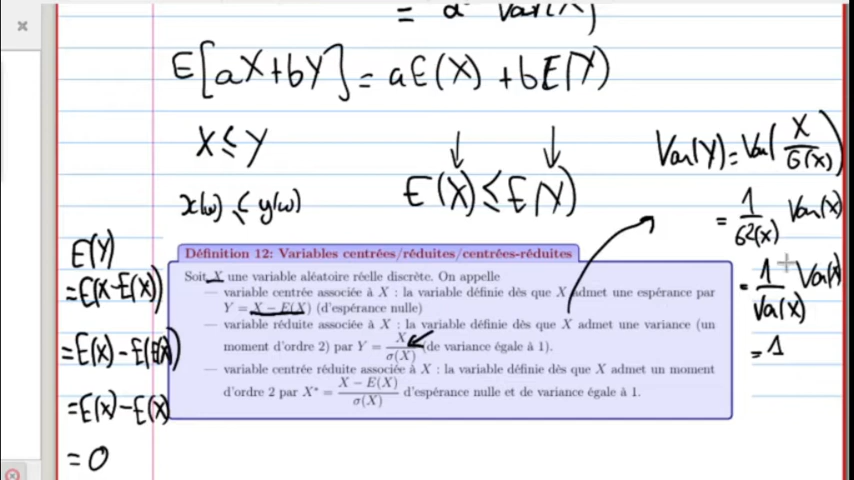 = a² Var(X)
E[aX+bY] = aE(X) + bE(Y)
X ≤ Y
x(ω) ≤ y(ω)
E(X) ≤ E(Y)
Var(Y) = Var(X/σ(X))
= 1/σ²(X) Var(X)
= 1/Var(X) Var(X)
= 1
E(Y)
= E(X-E(X))
= E(X) - E(E(X))
= E(X) - E(X)
= 0
Définition 12: Variables centrées/réduites/centrées-réduites
Soit X une variable aléatoire réelle discrète. On appelle
— variable centrée associée à X : la variable définie dès que X admet une espérance par
Y = X − E(X) (d'espérance nulle)
— variable réduite associée à X : la variable définie dès que X admet une variance (un
moment d'ordre 2) par Y = X/σ(X) (de variance égale à 1).
— variable centrée réduite associée à X : la variable définie dès que X admet un moment
d'ordre 2 par X* = (X − E(X))/σ(X) d'espérance nulle et de variance égale à 1.